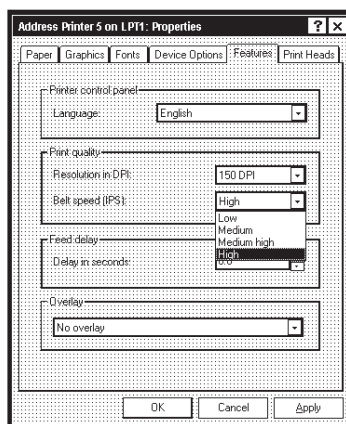 Address Printer 5 on LPT1: Properties ? ×
Paper Graphics Fonts Device Options Features Print Heads
Printer control panel
Language: English
Print quality
Resolution in DPI: 150 DPI
Belt speed (IPS): High
Low
Medium
Medium high
High
Feed delay
Delay in seconds: 0.0
Overlay
No overlay
OK Cancel Apply